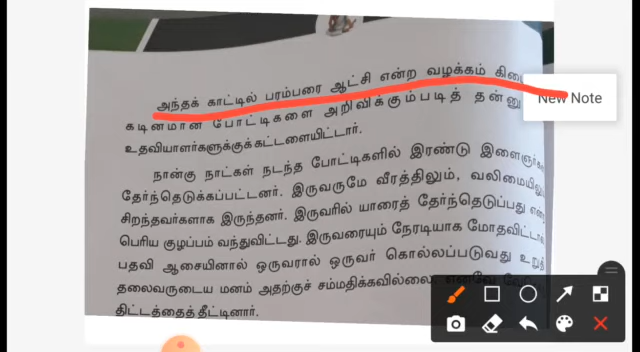 அந்தக் காட்டில் பரம்பரை ஆட்சி என்ற வழக்கம்
New Note
கடினமான போட்டிகளை அறிவிக்கும்படித்
உதவியாளர்களுக்குக்கட்டளையிட்டார்.
நான்கு நாட்கள் நடந்த போட்டிகளில் இரண்டு
தேர்ந்தெடுக்கப்பட்டனர். இருவருமே வீரத்திலும், வலிமையிலும்
சிறந்தவர்களாக இருந்தனர். இருவரில் யாரைத் தேர்ந்தெடுப்பது
பெரிய குழப்பம் வந்துவிட்டது. இருவரையும் நேரடியாக மோதவிட்டால்
பதவி ஆசையினால் ஒருவரால் ஒருவர் கொல்லப்படுவது உறுதி
தலைவருடைய மனம் அதற்குச் சம்மதிக்கவில்லை.
திட்டத்தைத் தீட்டினார்.